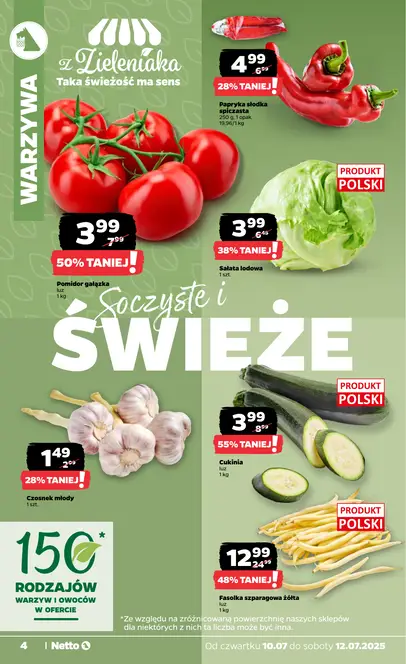 WARZYWA
z Zieleniaka
Taka świeżość ma sens
4.99
6.99
28% TANIEJ!
Papryka słodka
spiczasta
250 g, 1 opak
19,96/1 kg
3.99
7.99
50% TANIEJ!
Pomidor gałązka
luz
1 kg
PRODUKT
POLSKI
3.99
6.45
38% TANIEJ!
Sałata lodowa
1 szt.
Soczyste i
ŚWIEŻE
1.49
2.09
28% TANIEJ!
Czosnek młody
1 szt.
PRODUKT
POLSKI
3.99
8.99
55% TANIEJ!
Cukinia
luz
1 kg
PRODUKT
POLSKI
12.99
24.99
48% TANIEJ!
Fasolka szparagowa żółta
luz
1 kg
150*
RODZAJÓW
WARZYW I OWOCÓW
W OFERCIE
*Ze względu na zróżnicowaną powierzchnię naszych sklepów
dla niektórych z nich ta liczba może być inna.
4 | Netto
Od czwartku 10.07 do soboty 12.07.2025